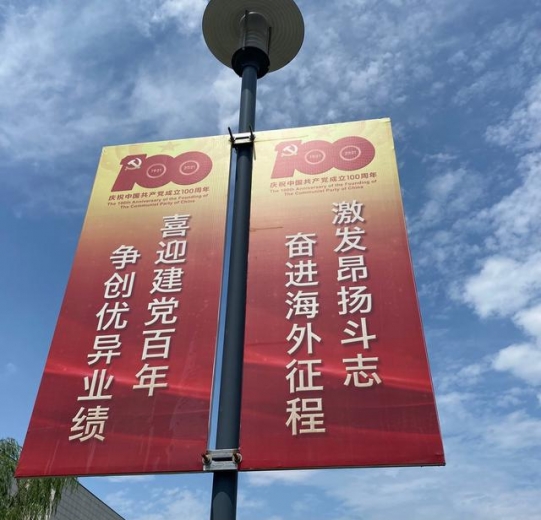 100
1921
2021
庆祝中国共产党成立100周年
The 100th Anniversary of the Founding of
The Communist Party of China
喜迎建党百年
争创优异业绩
100
1921
2021
庆祝中国共产党成立100周年
The 100th Anniversary of the Founding of
The Communist Party of China
激发昂扬斗志
奋进海外征程